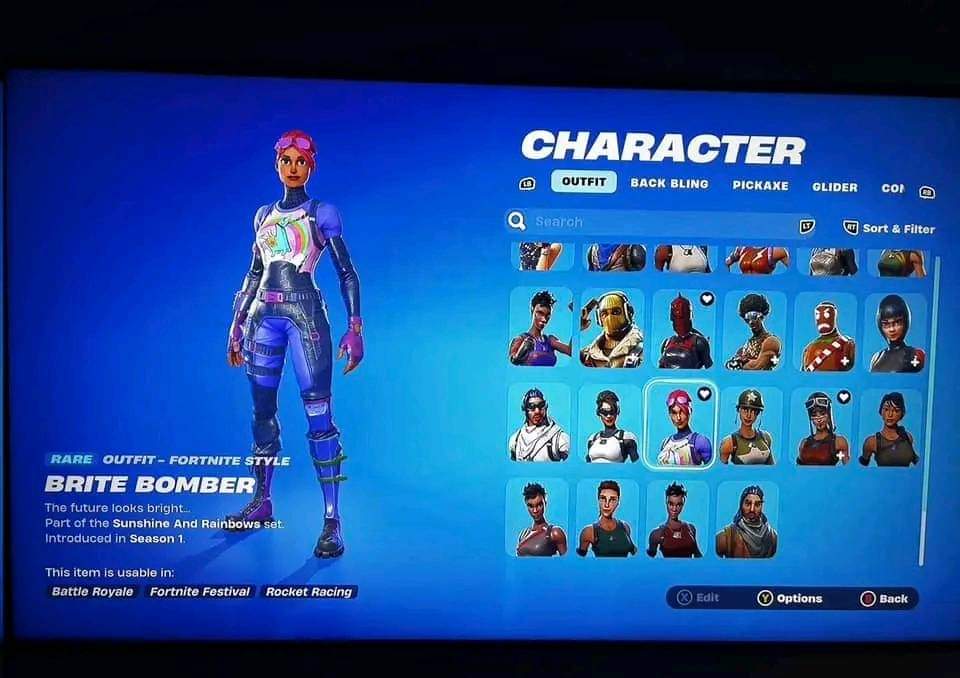 CHARACTER
LB OUTFIT BACK BLING PICKAXE GLIDER COI RB
Search LT RT Sort & Filter
RARE OUTFIT - FORTNITE STYLE
BRITE BOMBER
The future looks bright...
Part of the Sunshine And Rainbows set.
Introduced in Season 1.
This item is usable in:
Battle Royale Fortnite Festival Rocket Racing
X Edit Y Options B Back